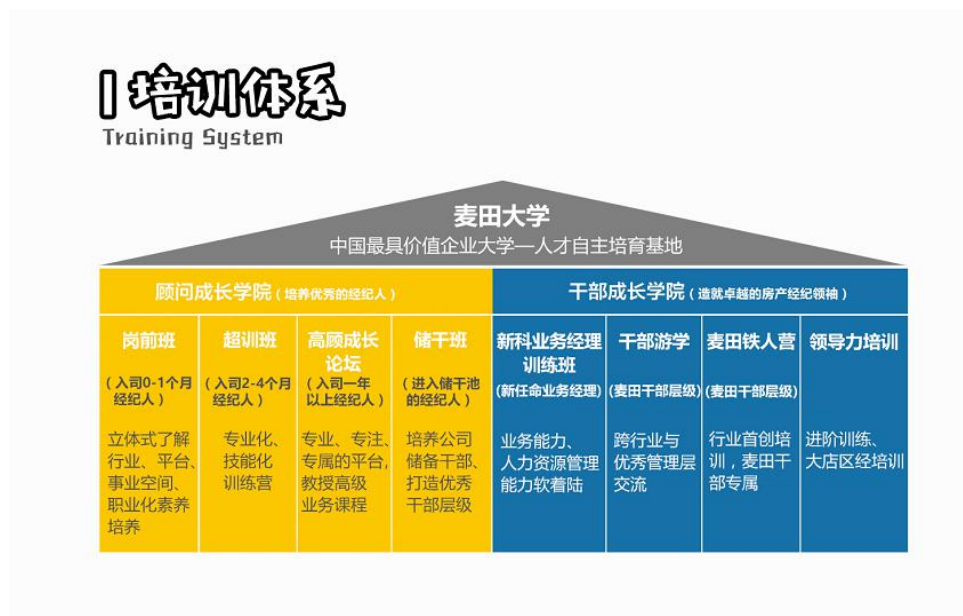 培训体系
Training System
麦田大学
中国最具价值企业大学—人才自主培育基地
顾问成长学院（培养优秀的经纪人）
干部成长学院（造就卓越的房产经纪领袖）
岗前班
（入司0-1个月
经纪人）
立体式了解
行业、平台、
事业空间、
职业化素养
培养
超训班
（入司2-4个月
经纪人）
专业化、
技能化
训练营
高顾成长
论坛
（入司一年
以上经纪人）
专业、专注、
专属的平台,
教授高级
业务课程
储干班
（进入储干池
的经纪人）
培养公司
储备干部、
打造优秀
干部层级
新科业务经理
训练班
(新任命业务经理)
业务能力、
人力资源管理
能力软着陆
干部游学
(麦田干部层级)
跨行业与
优秀管理层
交流
麦田铁人营
(麦田干部层级)
行业首创培
训，麦田干
部专属
领导力培训
进阶训练、
大店区经培训